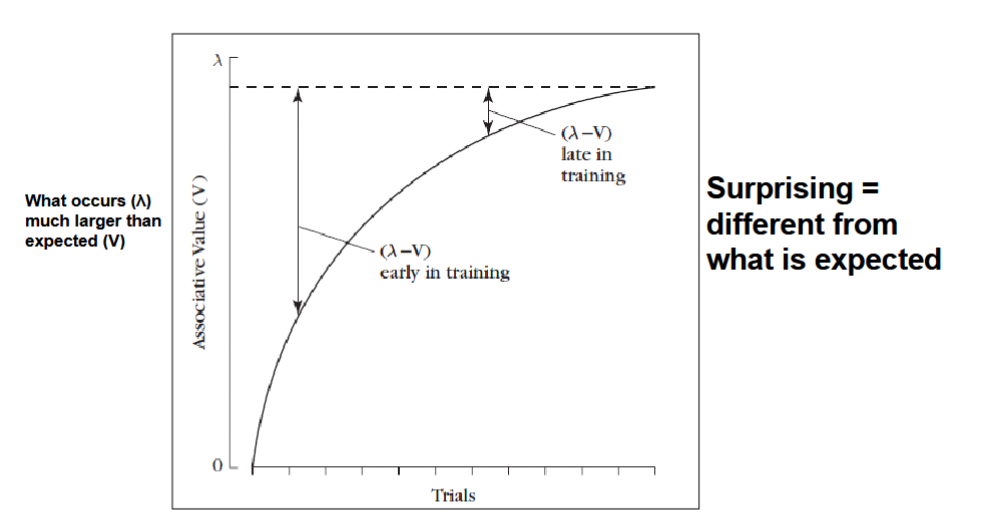 What occurs (λ)
much larger than
expected (V)
λ
Associative Value (V)
0
(λ–V)
early in training
(λ–V)
late in
training
Trials
Surprising =
different from
what is expected